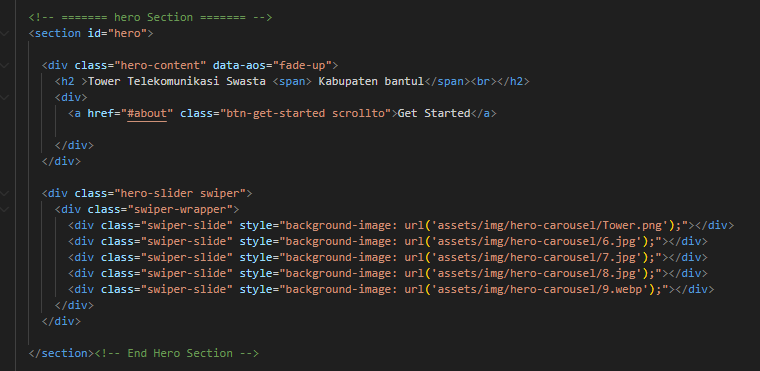 <!-- ======= hero Section ======= -->
<section id="hero">
<div class="hero-content" data-aos="fade-up">
<h2 >Tower Telekomunikasi Swasta <span> Kabupaten bantul</span><br></h2>
<div>
<a href="#about" class="btn-get-started scrollto">Get Started</a>
</div>
</div>
<div class="hero-slider swiper">
<div class="swiper-wrapper">
<div class="swiper-slide" style="background-image: url('assets/img/hero-carousel/Tower.png');"></div>
<div class="swiper-slide" style="background-image: url('assets/img/hero-carousel/6.jpg');"></div>
<div class="swiper-slide" style="background-image: url('assets/img/hero-carousel/7.jpg');"></div>
<div class="swiper-slide" style="background-image: url('assets/img/hero-carousel/8.jpg');"></div>
<div class="swiper-slide" style="background-image: url('assets/img/hero-carousel/9.webp');"></div>
</div>
</div>
</section><!-- End Hero Section -->